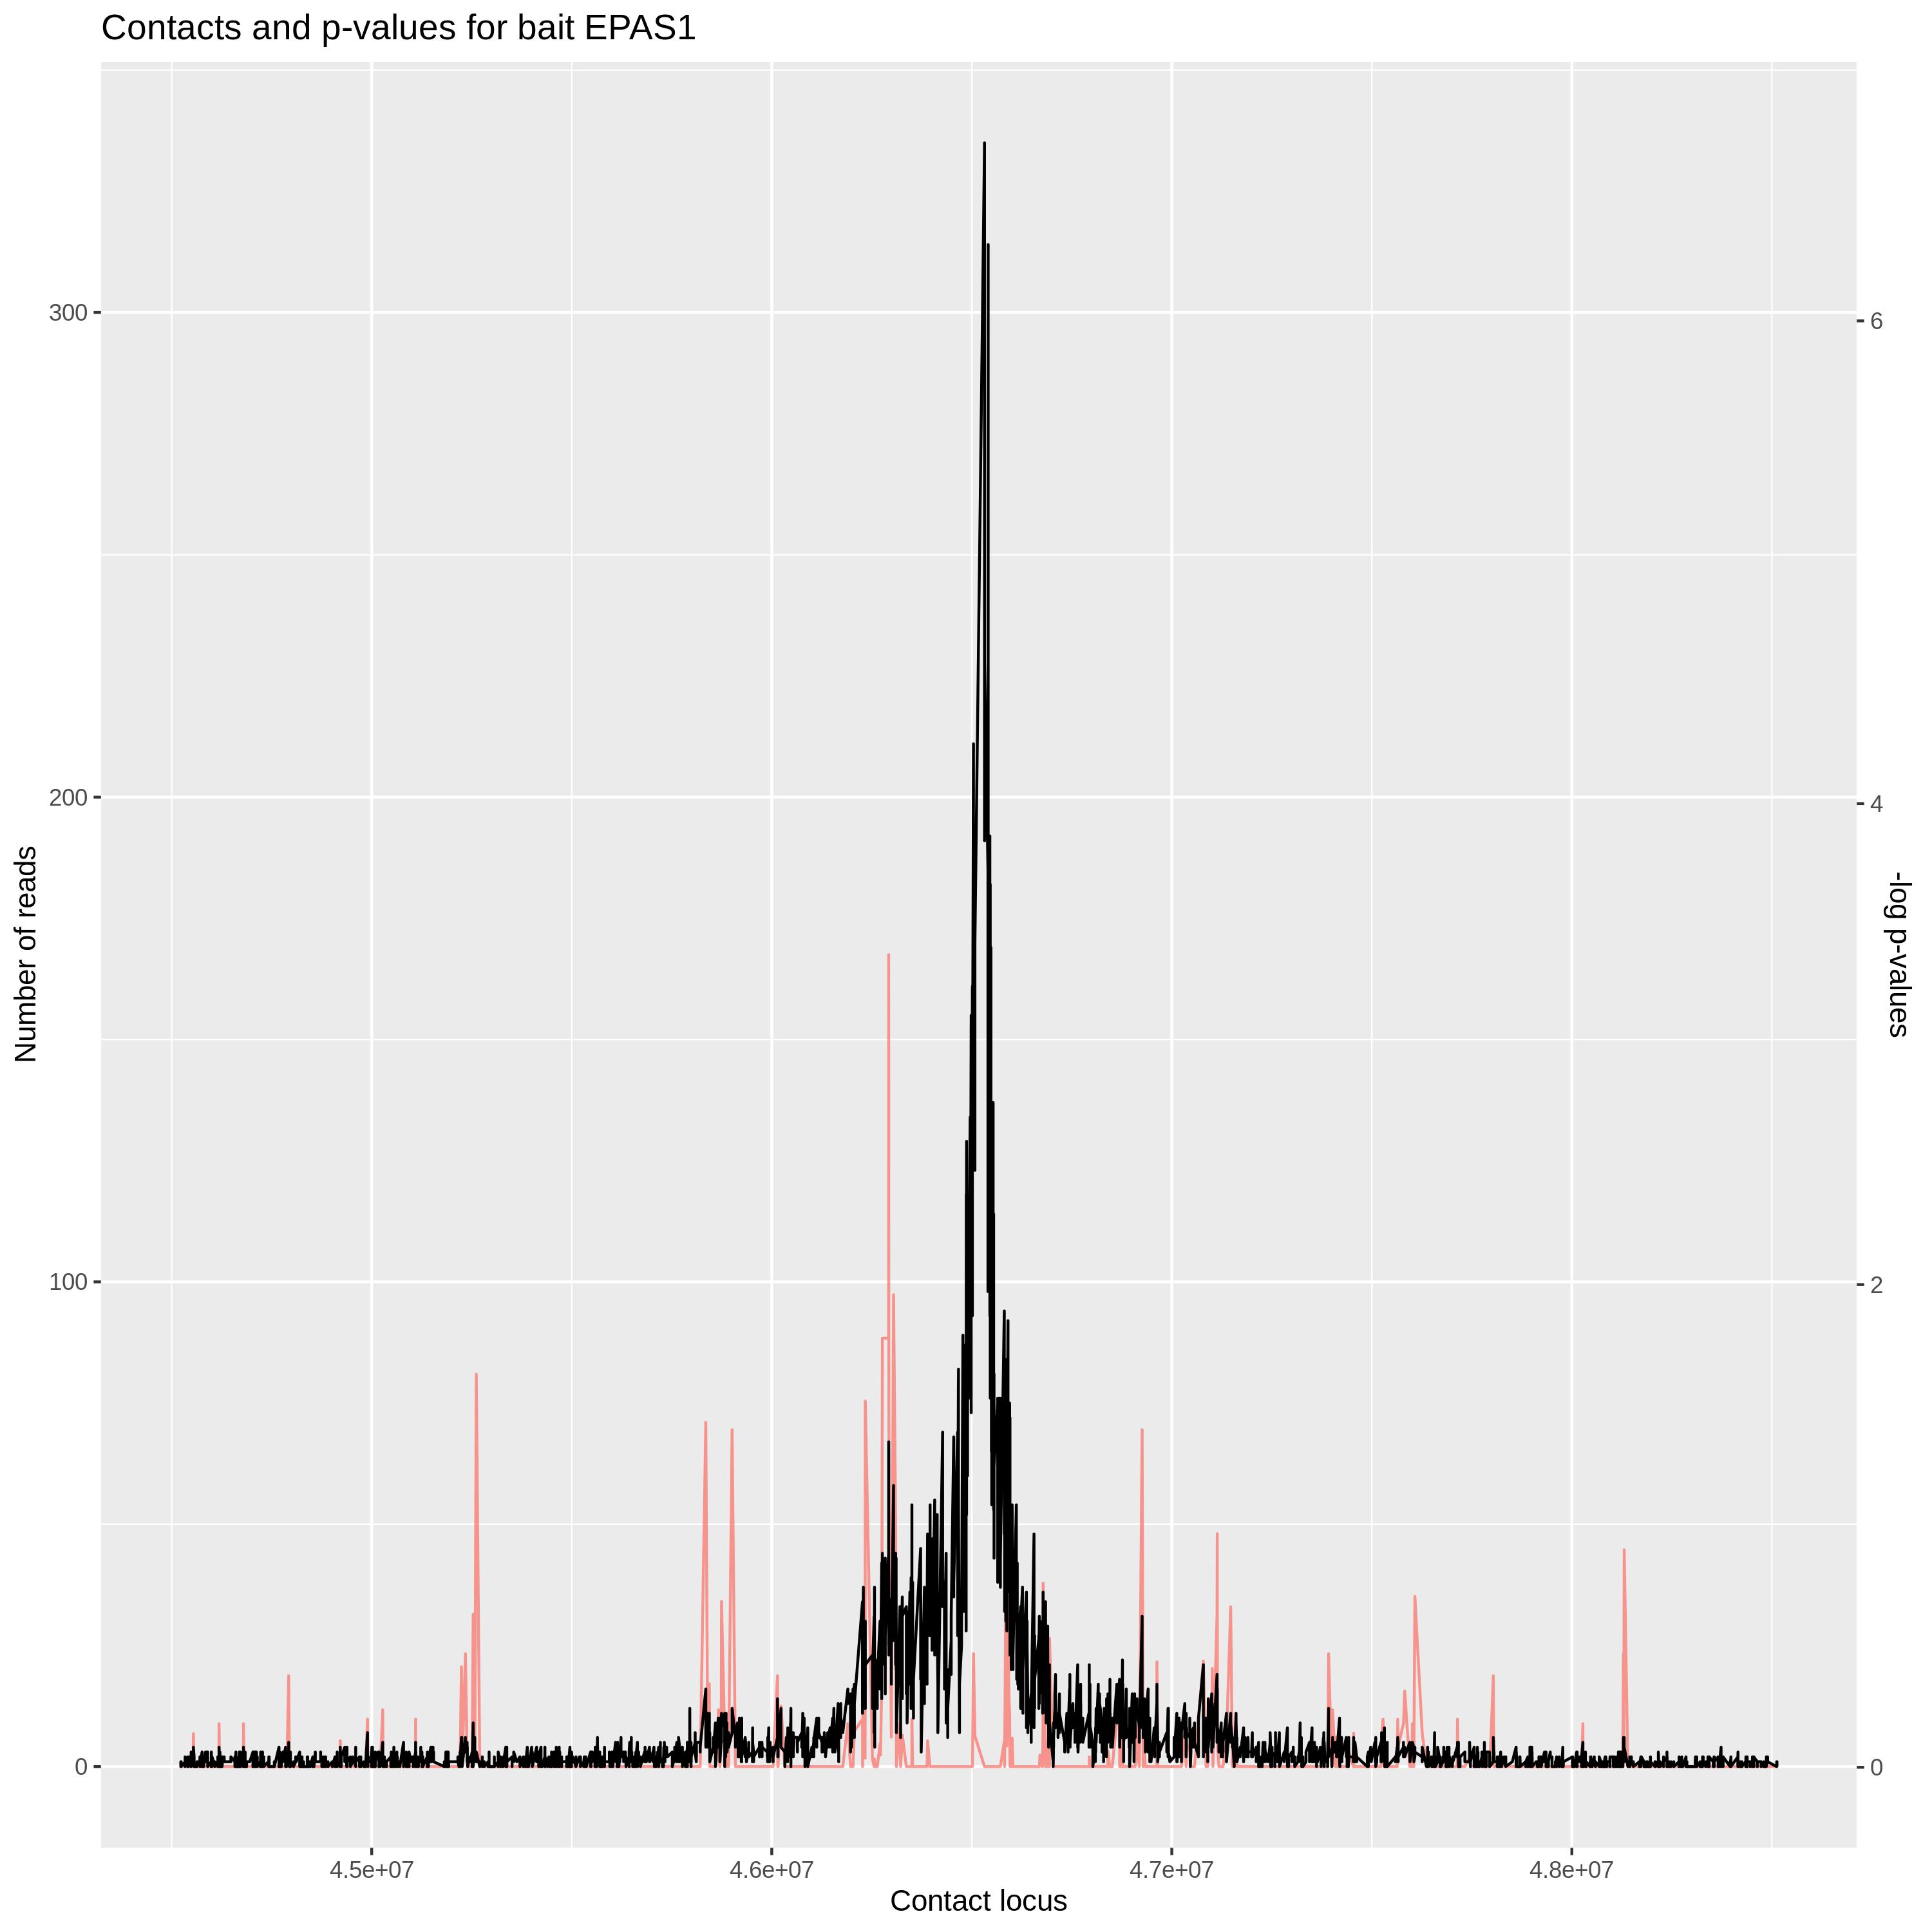 Contacts and p-values for bait EPAS1
Number of reads
300
200
100
0
6
4
2
0
-log p-values
4.5e+07
4.6e+07
4.7e+07
4.8e+07
Contact locus